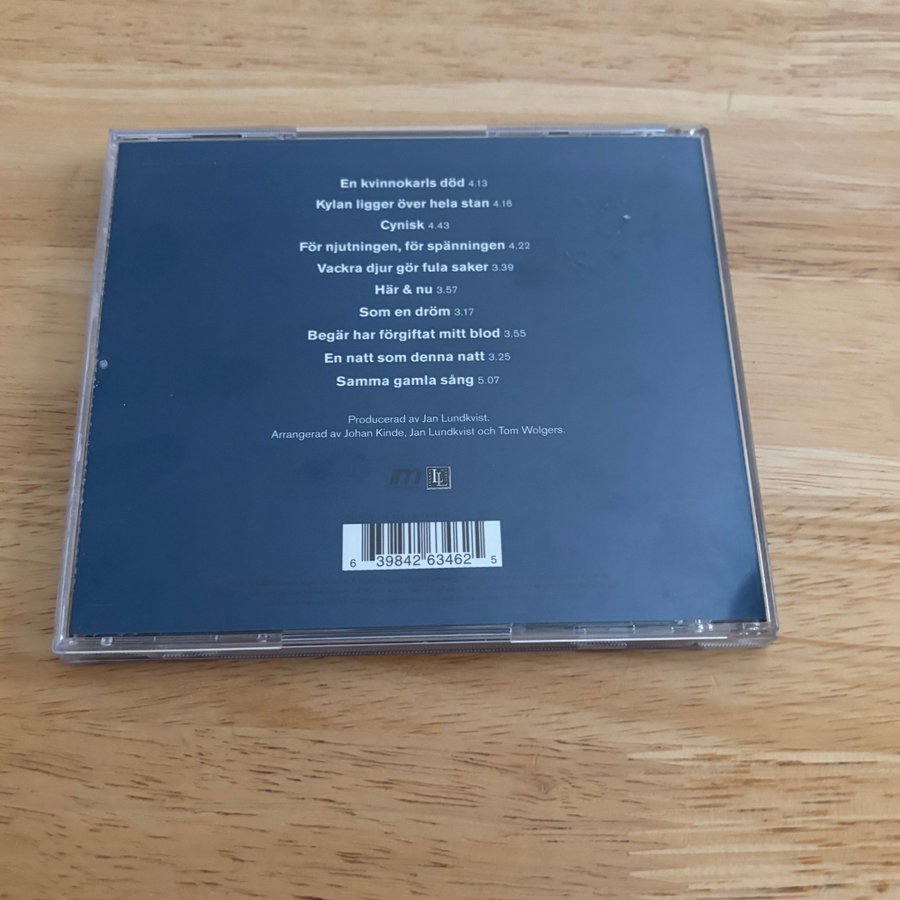 En kvinnokarls död 4.13
Kylan ligger över hela stan 4.16
Cynisk 4.43
För njutningen, för spänningen 4.22
Vackra djur gör fula saker 3.39
Här & nu 3.57
Som en dröm 3.17
Begär har förgiftat mitt blod 3.55
En natt som denna natt 3.25
Samma gamla sång 5.07
Producerad av Jan Lundkvist.
Arrangerad av Johan Kinde, Jan Lundkvist och Tom Wolgers.
m LL
6 39842 63462 5